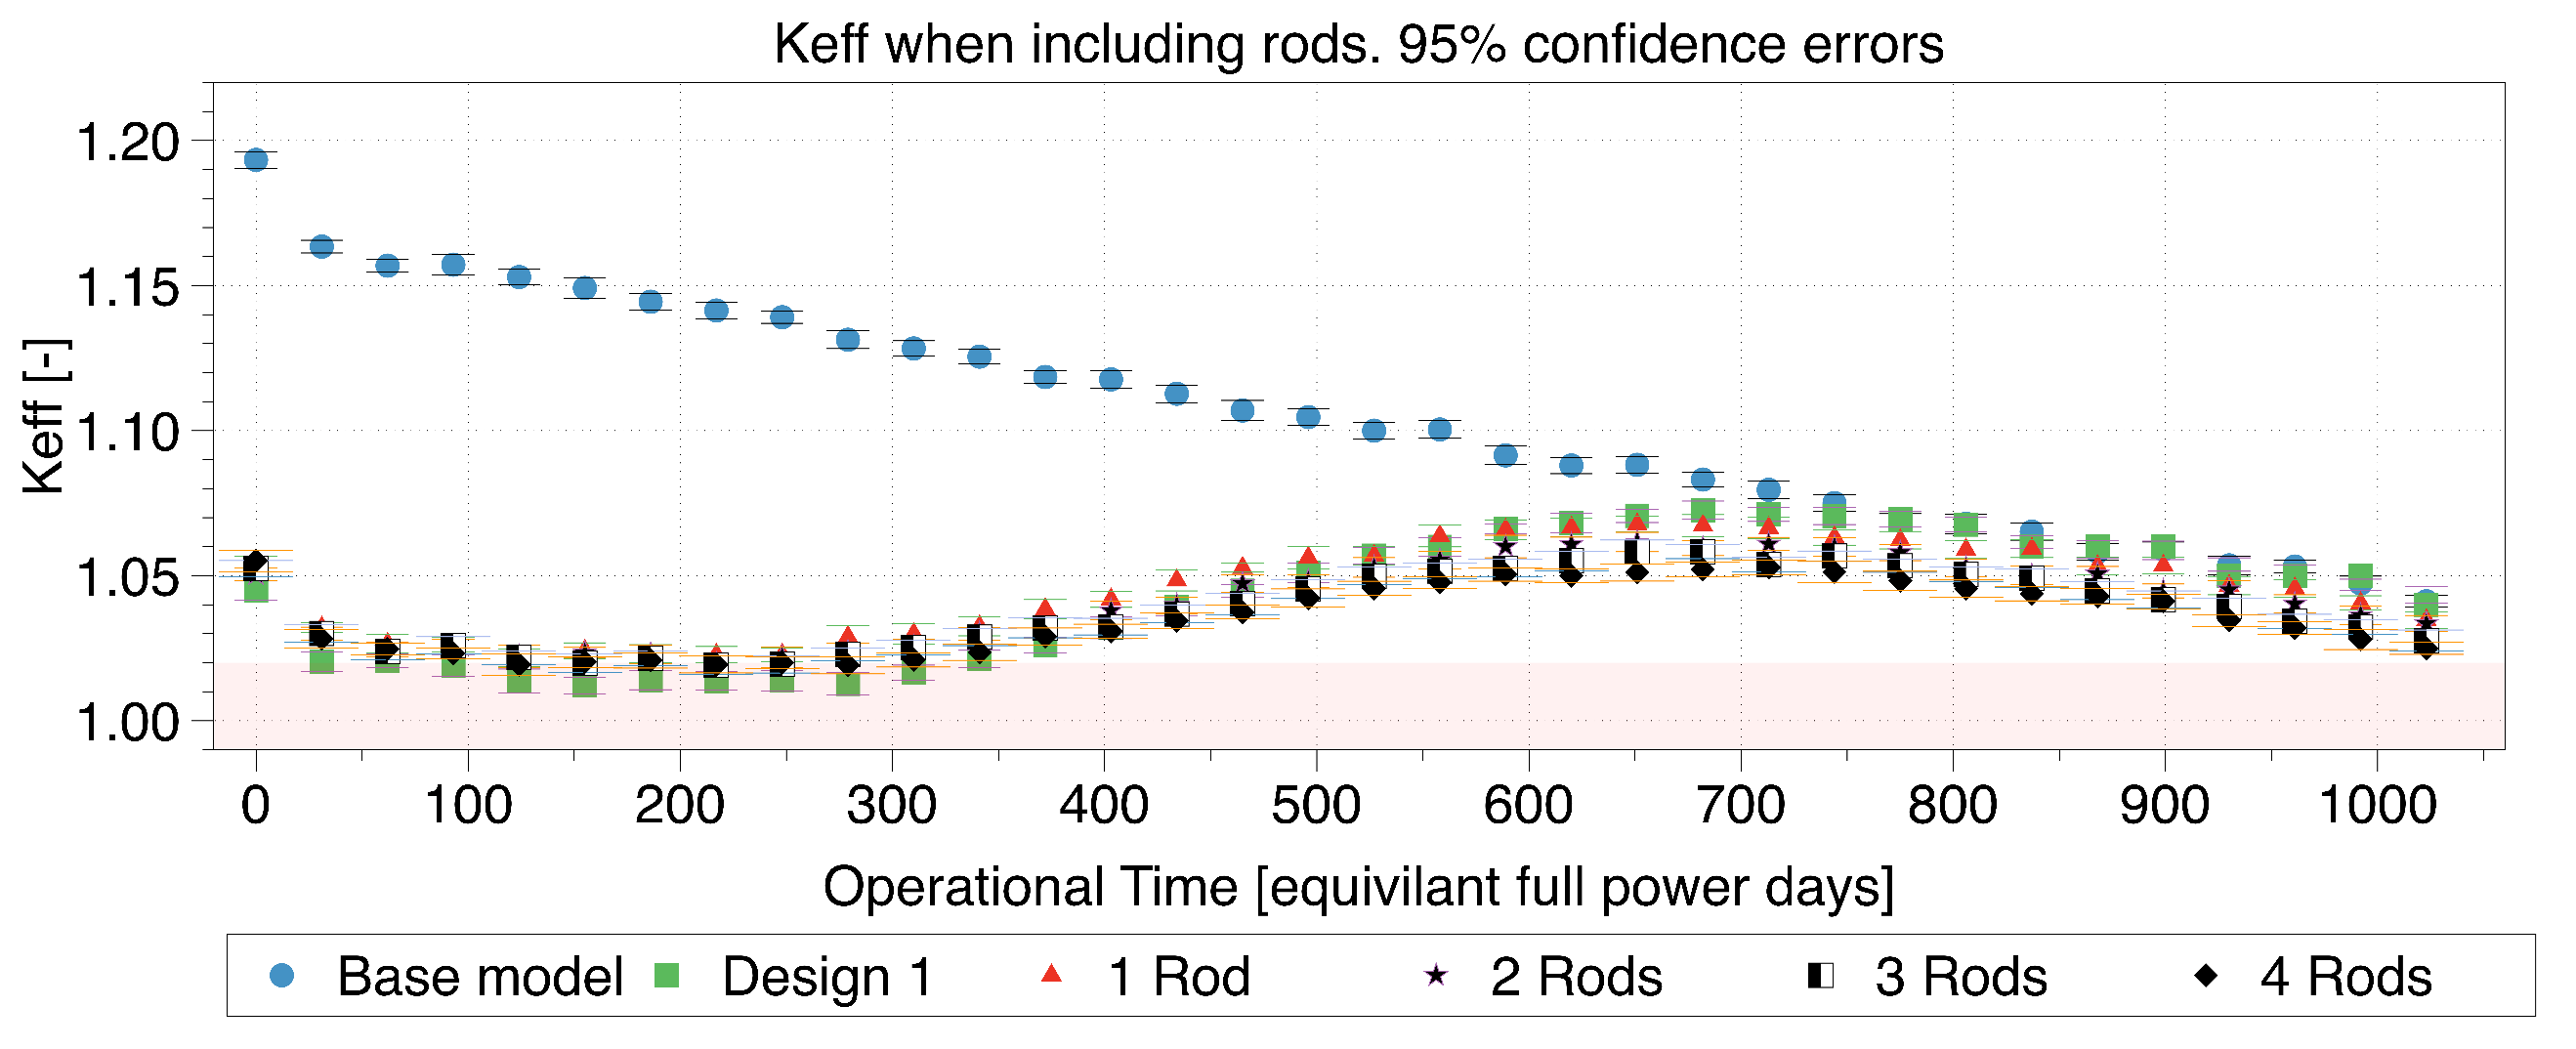 Keff when including rods. 95% confidence errors
Keff [-]
1.20
1.15
1.10
1.05
1.00
0 100 200 300 400 500 600 700 800 900 1000
Operational Time [equivilant full power days]
Base model Design 1 1 Rod 2 Rods 3 Rods 4 Rods